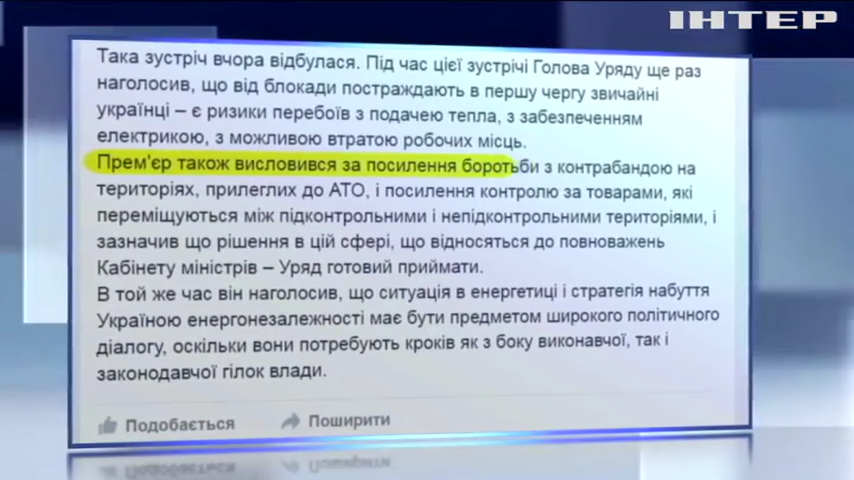 ІНТЕР
Така зустріч вчора відбулася. Під час цієї зустрічі Голова Уряду ще раз
наголосив, що від блокади постраждають в першу чергу звичайні
українці – є ризики перебоїв з подачею тепла, з забезпеченням
електрикою, з можливою втратою робочих місць.
Прем'єр також висловився за посилення боротьби з контрабандою на
територіях, прилеглих до АТО, і посилення контролю за товарами, які
переміщуються між підконтрольними і непідконтрольними територіями, і
зазначив що рішення в цій сфері, що відносяться до повноважень
Кабінету міністрів – Уряд готовий приймати.
В той же час він наголосив, що ситуація в енергетиці і стратегія набуття
Україною енергонезалежності має бути предметом широкого політичного
діалогу, оскільки вони потребують кроків як з боку виконавчої, так і
законодавчої гілок влади.
Подобається Поширити